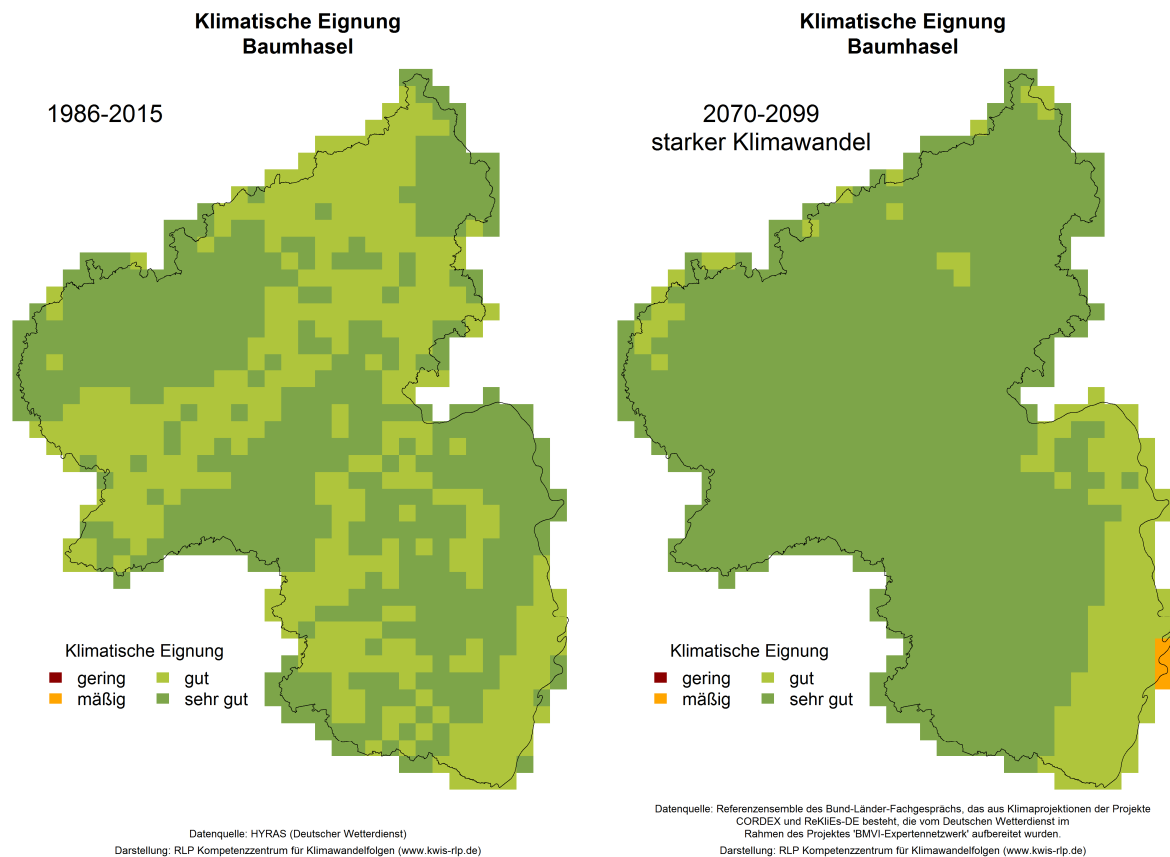 Klimatische Eignung
Baumhasel
1986-2015
Klimatische Eignung
gering
gut
mäßig
sehr gut
Datenquelle: HYRAS (Deutscher Wetterdienst)
Darstellung: RLP Kompetenzzentrum für Klimawandelfolgen (www.kwis-rlp.de)
Klimatische Eignung
Baumhasel
2070-2099
starker Klimawandel
Klimatische Eignung
gering
gut
mäßig
sehr gut
Datenquelle: Referenzensemble des Bund-Länder-Fachgesprächs, das aus Klimaprojektionen der Projekte
CORDEX und ReKliEs-DE besteht, die vom Deutschen Wetterdienst im
Rahmen des Projektes 'BMVI-Expertennetzwerk' aufbereitet wurden.
Darstellung: RLP Kompetenzzentrum für Klimawandelfolgen (www.kwis-rlp.de)